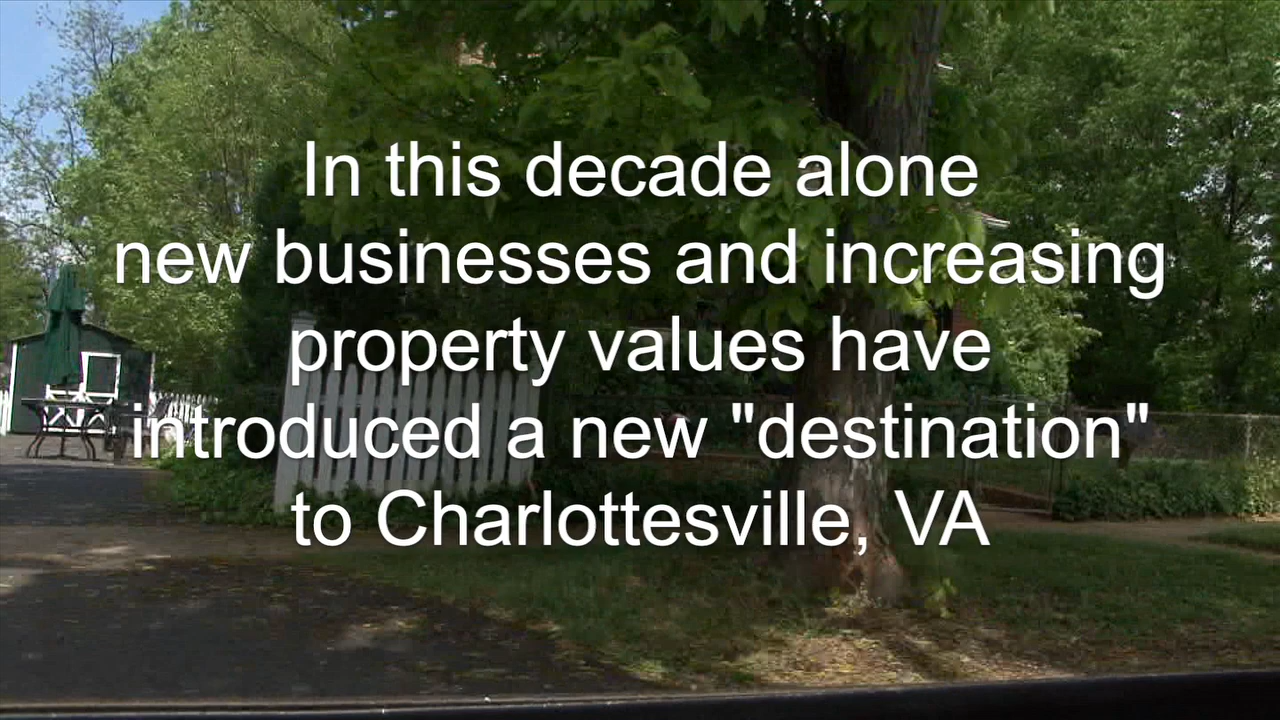 In this decade alone
new businesses and increasing
property values have
introduced a new "destination"
to Charlottesville, VA